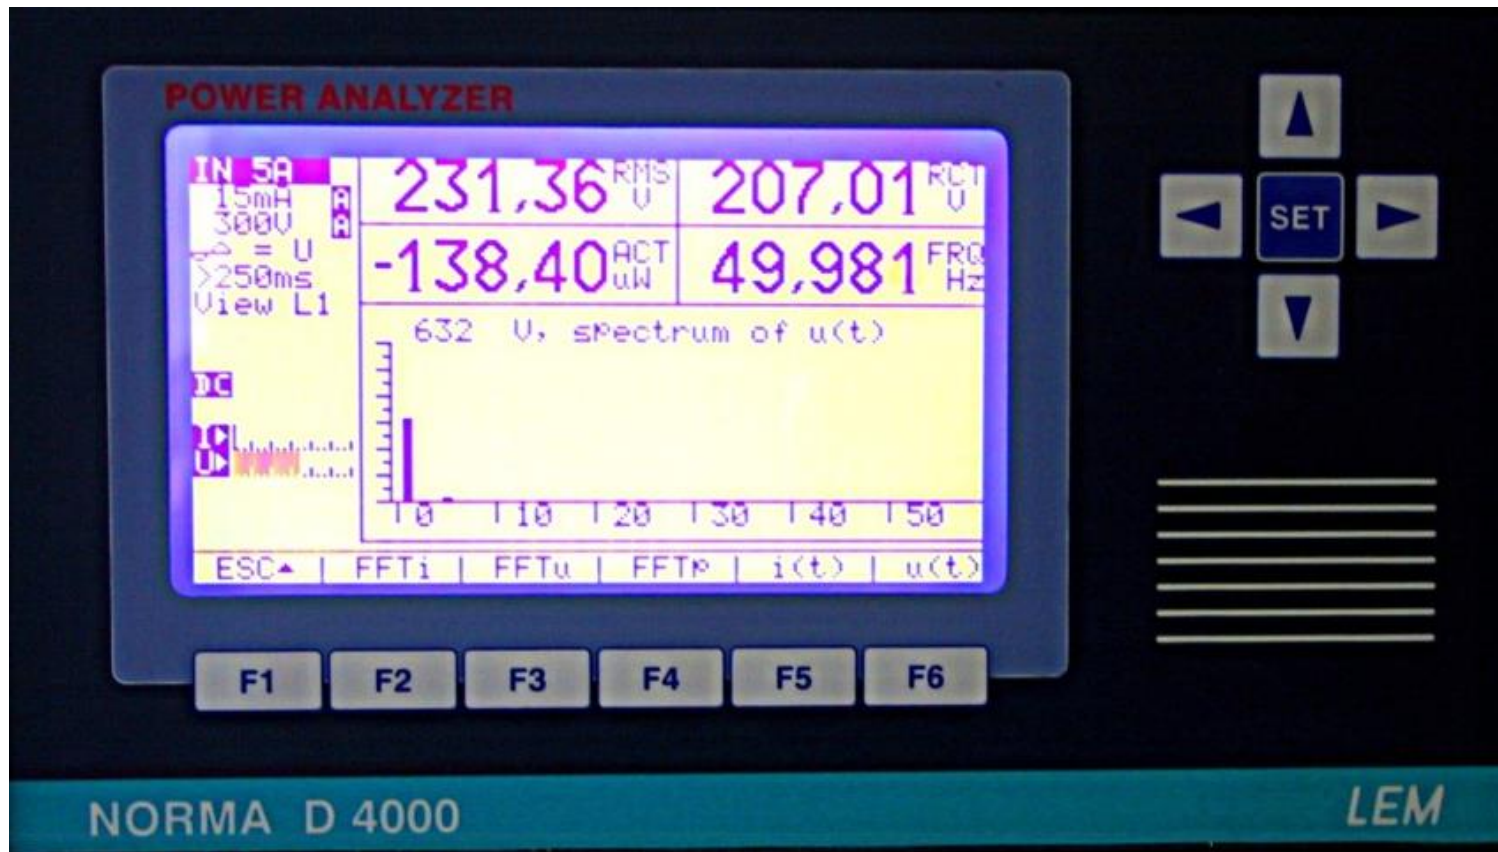 POWER ANALYZER
IN 5A
15mA A
300V A
= U
>250ms
View L1
DC
I
U
231,36 RMS V
207,01 RCT V
-138,40 ACT uW
49,981 FRQ Hz
632 V, spectrum of u(t)
0 10 20 30 40 50
ESC | FFTi | FFTu | FFTP | i(t) | u(t)
F1 F2 F3 F4 F5 F6
SET
NORMA D 4000
LEM